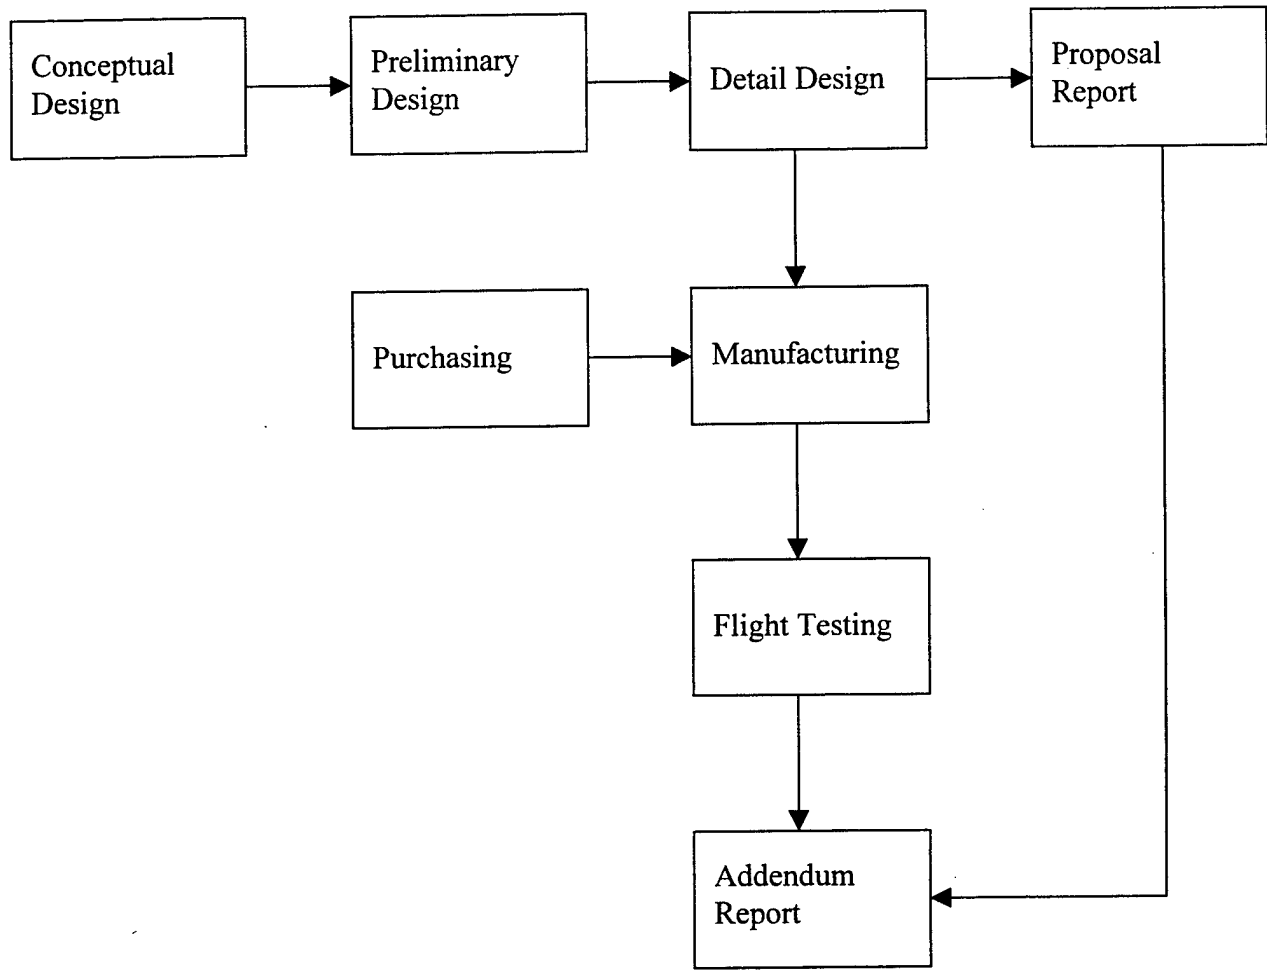 Conceptual
Design
Preliminary
Design
Detail Design
Proposal
Report
Purchasing
Manufacturing
Flight Testing
Addendum
Report